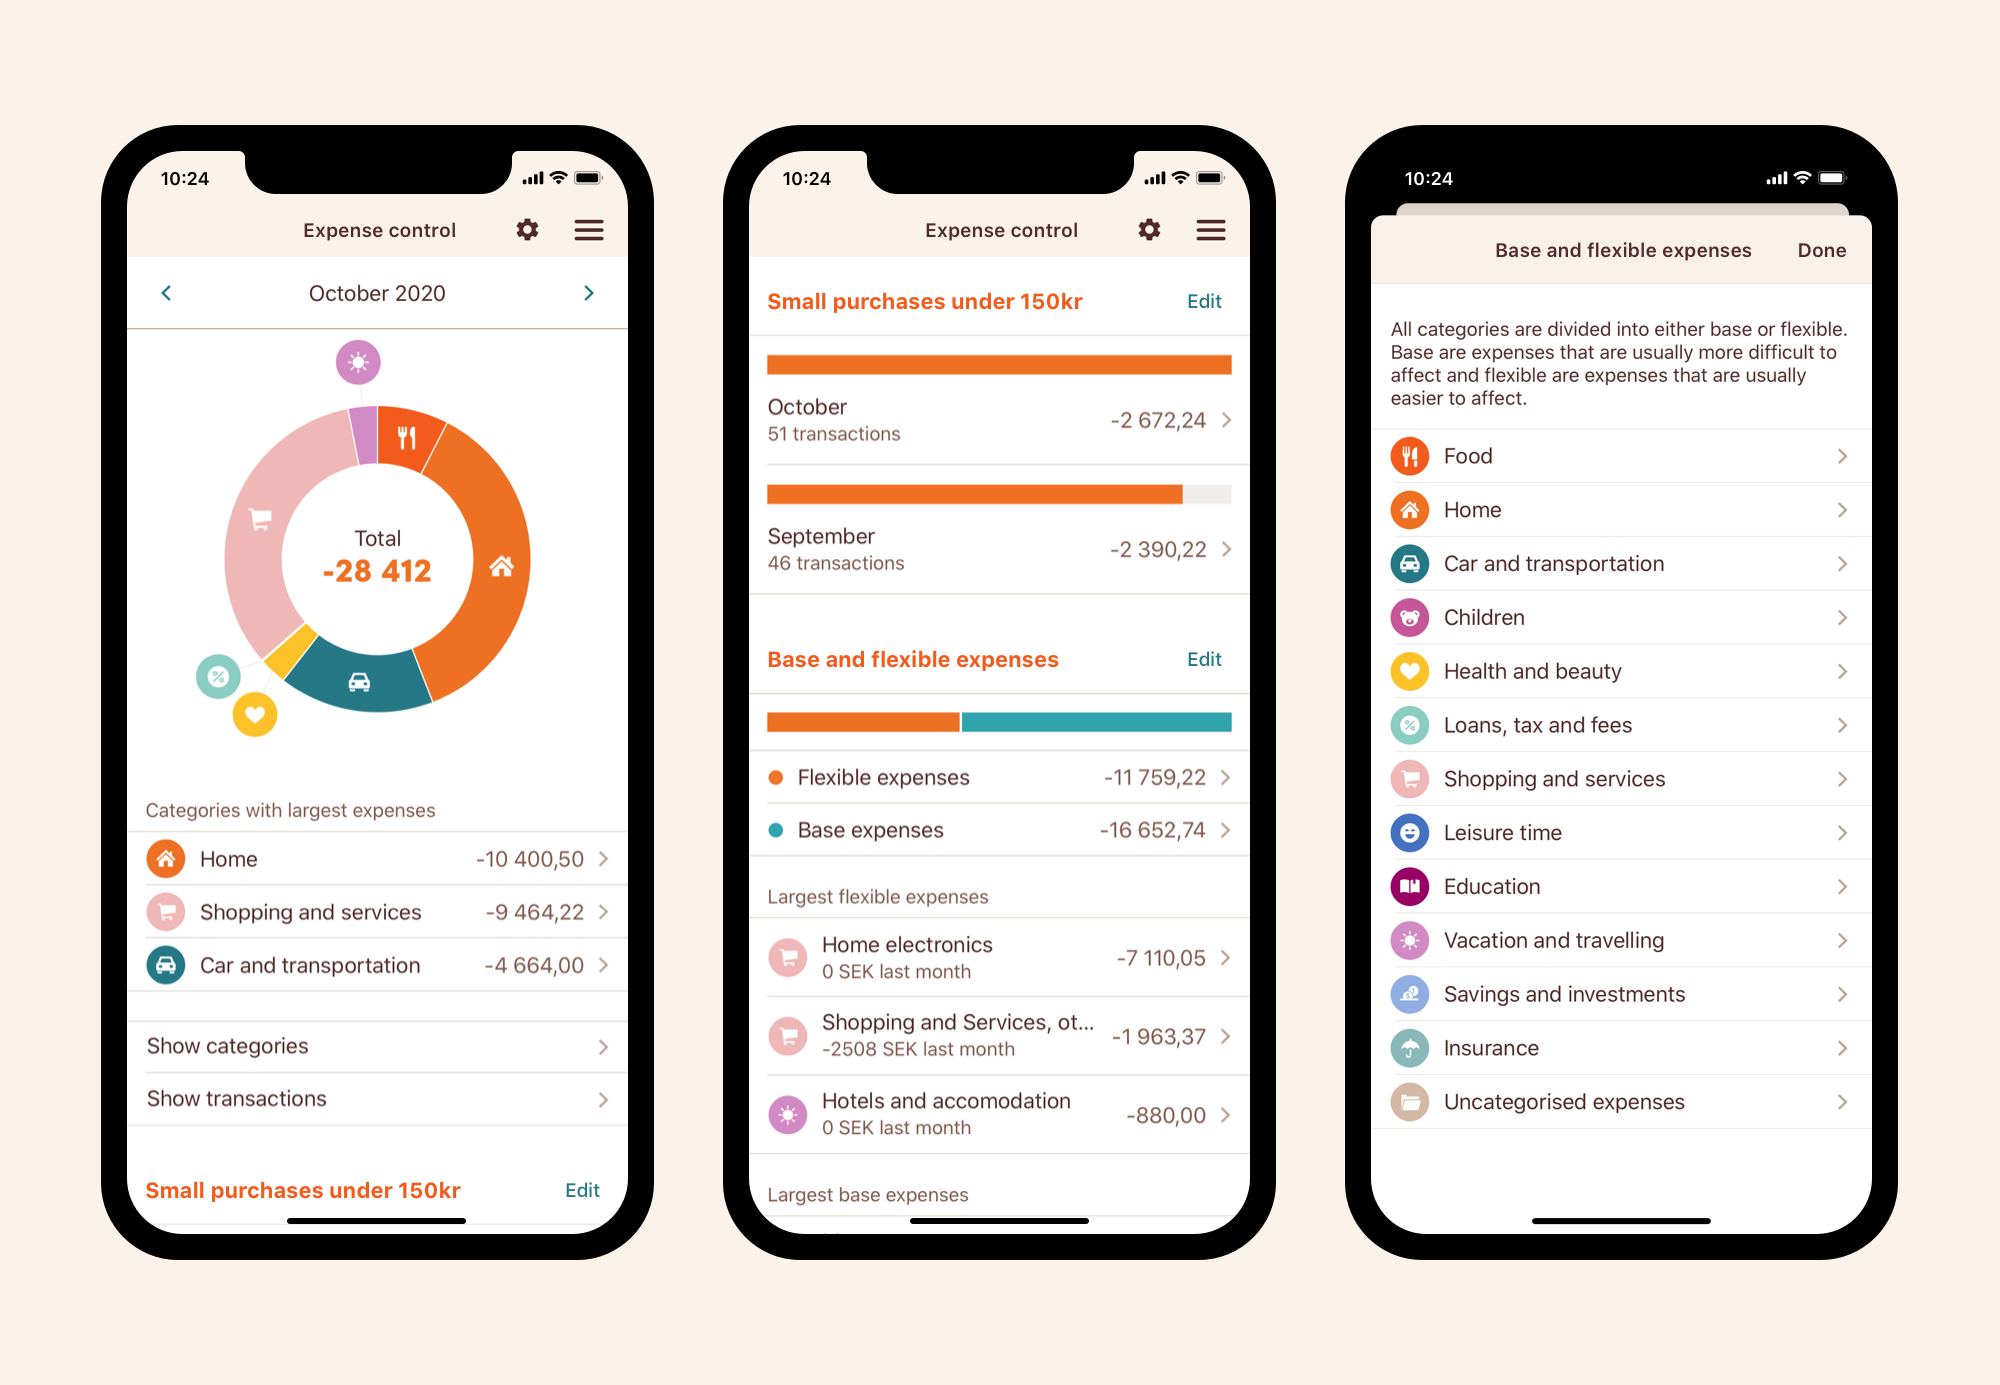 10:24
Expense control
October 2020
Total
-28 412
Categories with largest expenses
Home -10 400,50
Shopping and services -9 464,22
Car and transportation -4 664,00
Show categories
Show transactions
Small purchases under 150kr Edit
10:24
Expense control
Small purchases under 150kr Edit
October
51 transactions
-2 672,24
September
46 transactions
-2 390,22
Base and flexible expenses Edit
Flexible expenses -11 759,22
Base expenses -16 652,74
Largest flexible expenses
Home electronics
0 SEK last month
-7 110,05
Shopping and Services, ot...
-2508 SEK last month
-1 963,37
Hotels and accomodation
0 SEK last month
-880,00
Largest base expenses
10:24
Base and flexible expenses Done
All categories are divided into either base or flexible.
Base are expenses that are usually more difficult to
affect and flexible are expenses that are usually
easier to affect.
Food
Home
Car and transportation
Children
Health and beauty
Loans, tax and fees
Shopping and services
Leisure time
Education
Vacation and travelling
Savings and investments
Insurance
Uncategorised expenses